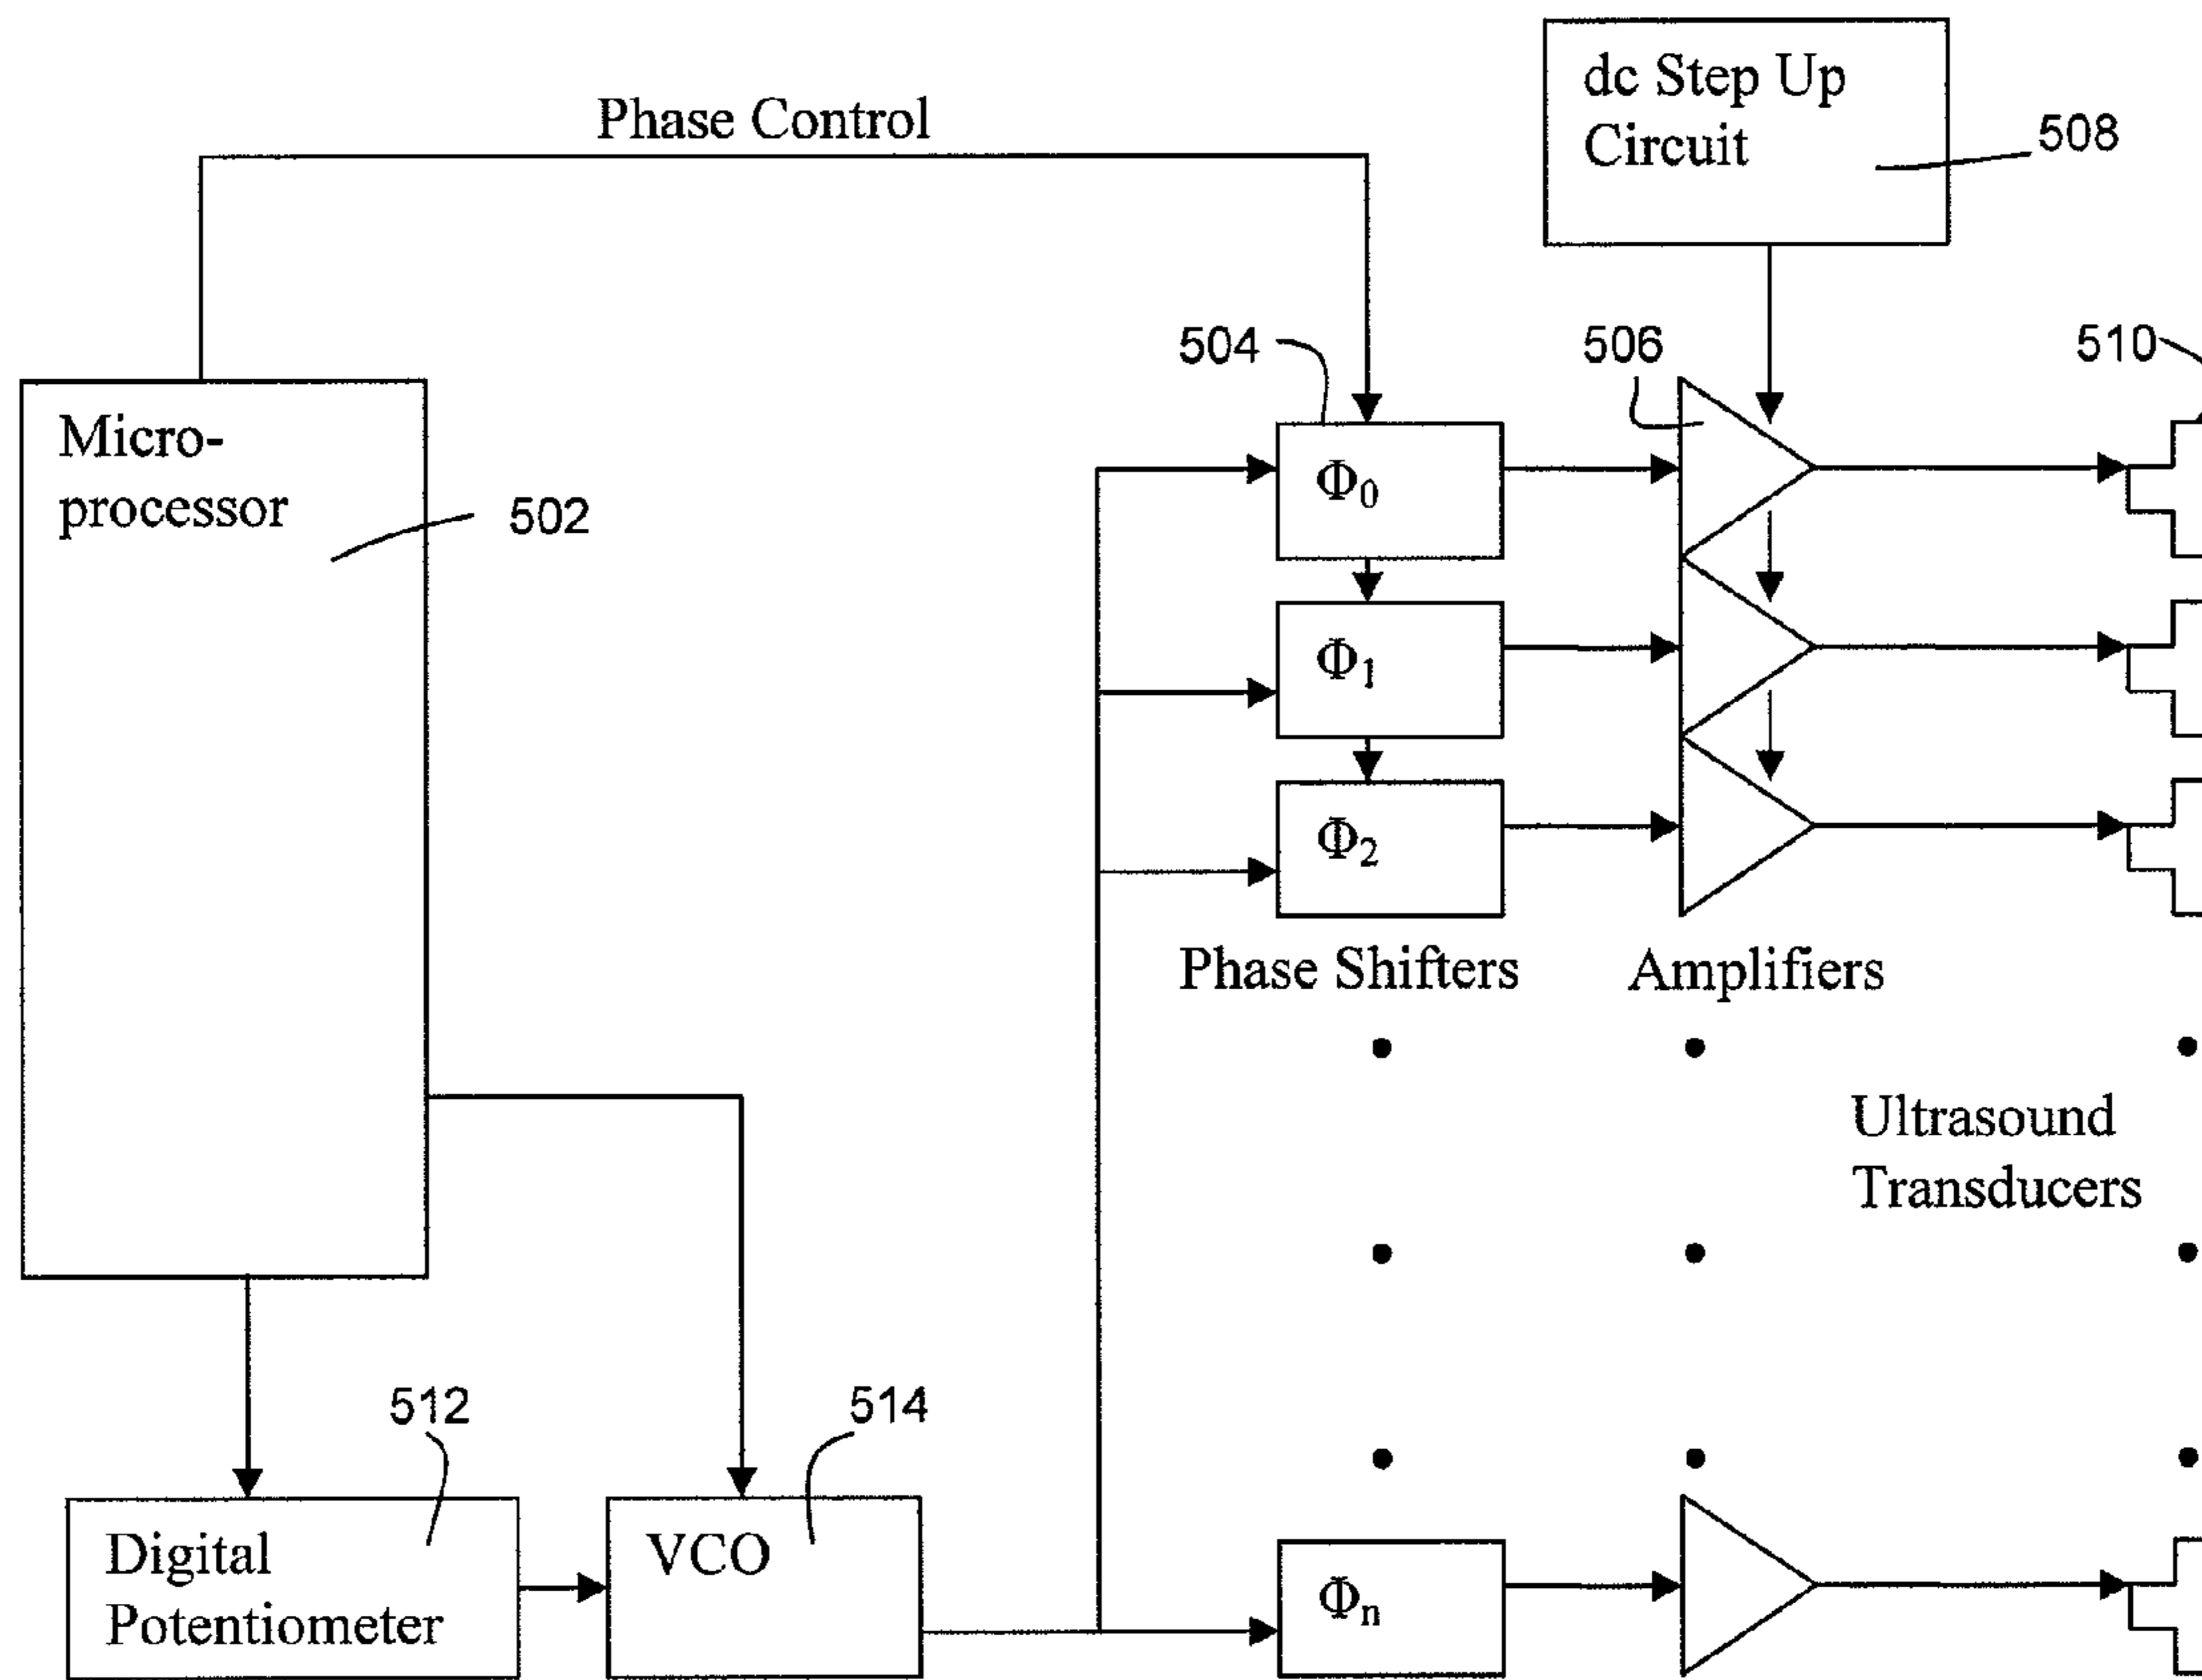 dc Step Up
Circuit
508
Phase Control
504
506
510
Micro-
processor
502
Φ0
Φ1
Φ2
Phase Shifters
Amplifiers
Ultrasound
Transducers
512
514
Digital
Potentiometer
VCO
Φn